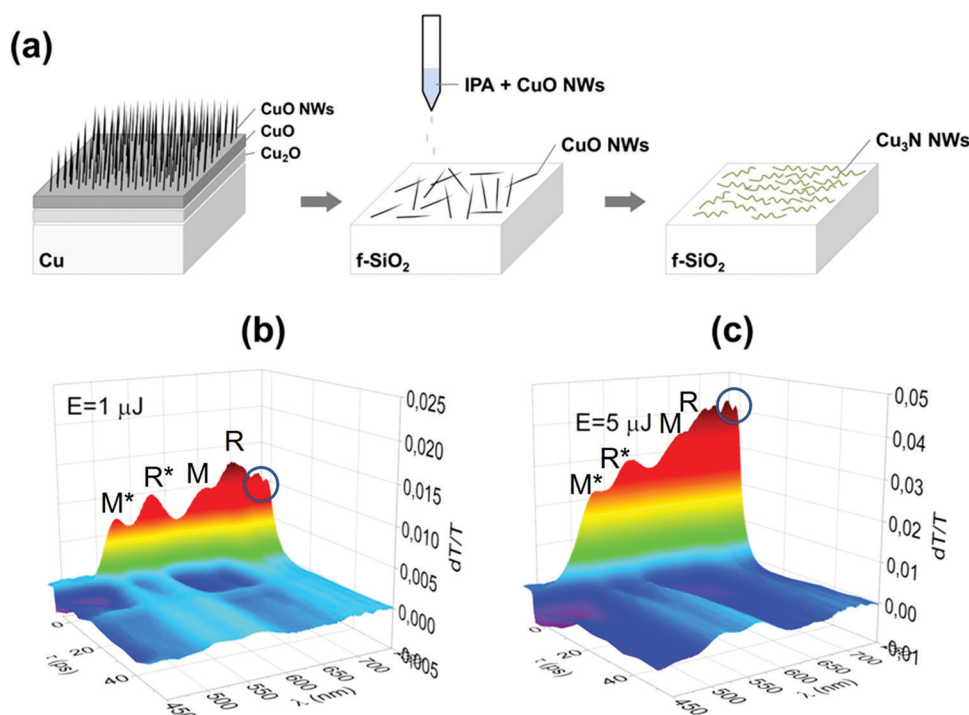 (a)
CuO NWs
CuO
Cu₂O
Cu
IPA + CuO NWs
CuO NWs
f-SiO₂
Cu₃N NWs
f-SiO₂
(b)
E=1 µJ
M*
R*
M
R
0,025
0,020
0,015
0,010
0,005
0,000
-0,005
dT/T
0
20
40
τ (ps)
450
500
550
600
650
700
λ (nm)
(c)
E=5 µJ
M*
R*
M
R
0,05
0,04
0,03
0,02
0,01
0,00
-0,01
dT/T
0
20
40
τ (ps)
450
500
550
600
650
700
λ (nm)